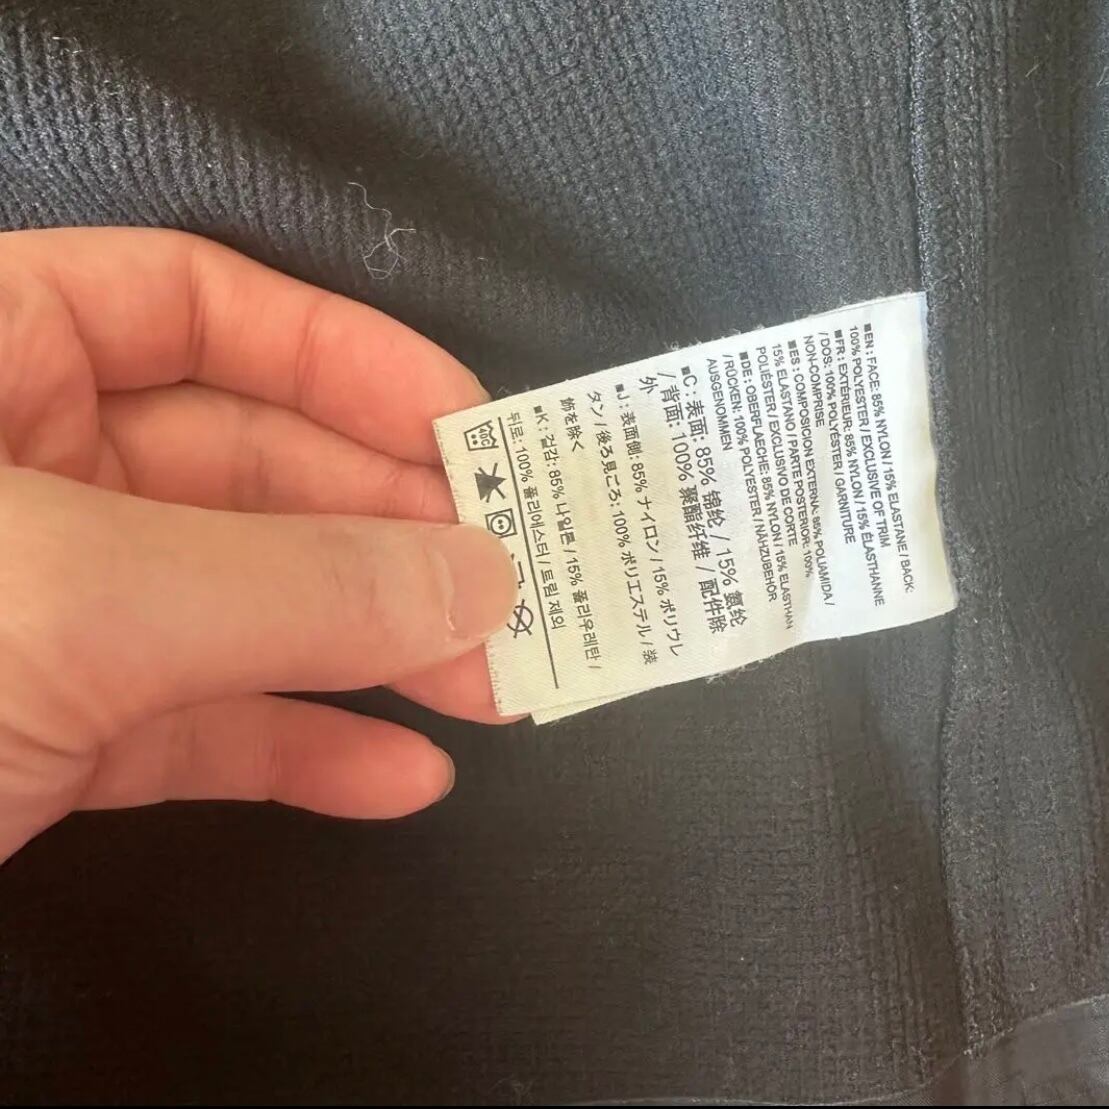 ■EN: FACE: 85% NYLON / 15% ELASTANE / BACK:
100% POLYESTER / EXCLUSIVE OF TRIM
■FR: EXTÉRIEUR: 85% NYLON / 15% ÉLASTHANNE
/ DOS: 100% POLYESTER / GARNITURE
NON-COMPRISE
■ES: COMPOSICION EXTERNA: 85% POLIAMIDA /
15% ELASTANO / PARTE POSTERIOR: 100%
POLIÉSTER / EXCLUSIVO DE CORTE
■DE: OBERFLAECHE: 85% NYLON / 15% ELASTHAN
/ RÜCKEN: 100% POLYESTER / NÄHZUBEHÖR
AUSGENOMMEN
■C: 表面: 85% 锦纶 / 15% 氨纶
/ 背面: 100% 聚酯纤维 / 配件除
外
■J: 表面側: 85% ナイロン / 15% ポリウレ
タン / 後ろ見ごろ: 100% ポリエステル / 装
飾を除く
■K: 겉감: 85% 나일론 / 15% 폴리우레탄 /
뒤로: 100% 폴리에스터 / 트림 제외
40C